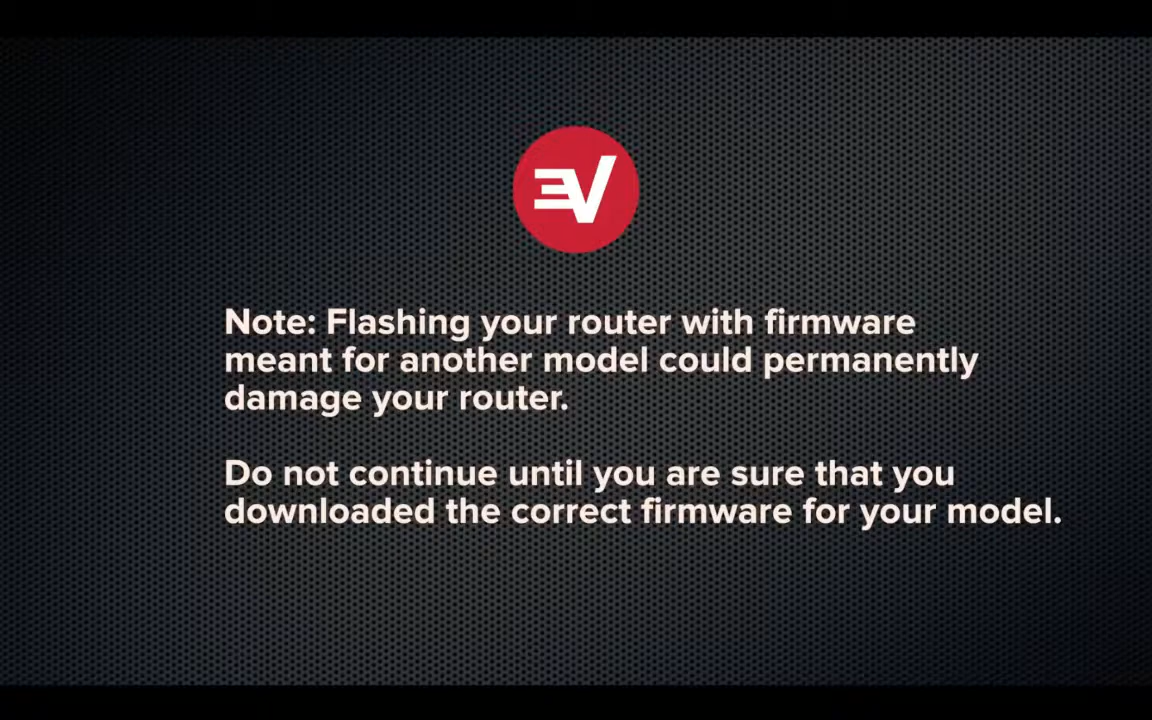 EV
Note: Flashing your router with firmware
meant for another model could permanently
damage your router.
Do not continue until you are sure that you
downloaded the correct firmware for your model.